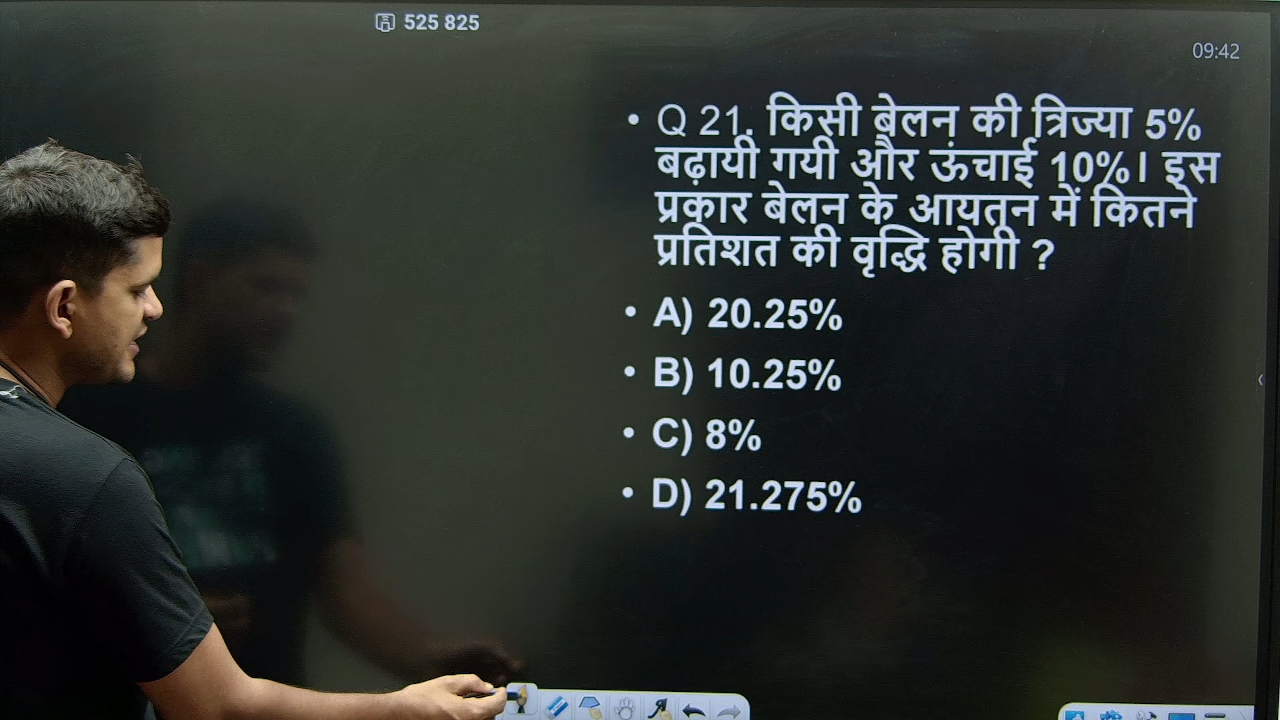 525 825
09:42
• Q 21. किसी बेलन की त्रिज्या 5%
बढ़ायी गयी और ऊंचाई 10%। इस
प्रकार बेलन के आयतन में कितने
प्रतिशत की वृद्धि होगी ?
• A) 20.25%
• B) 10.25%
• C) 8%
• D) 21.275%